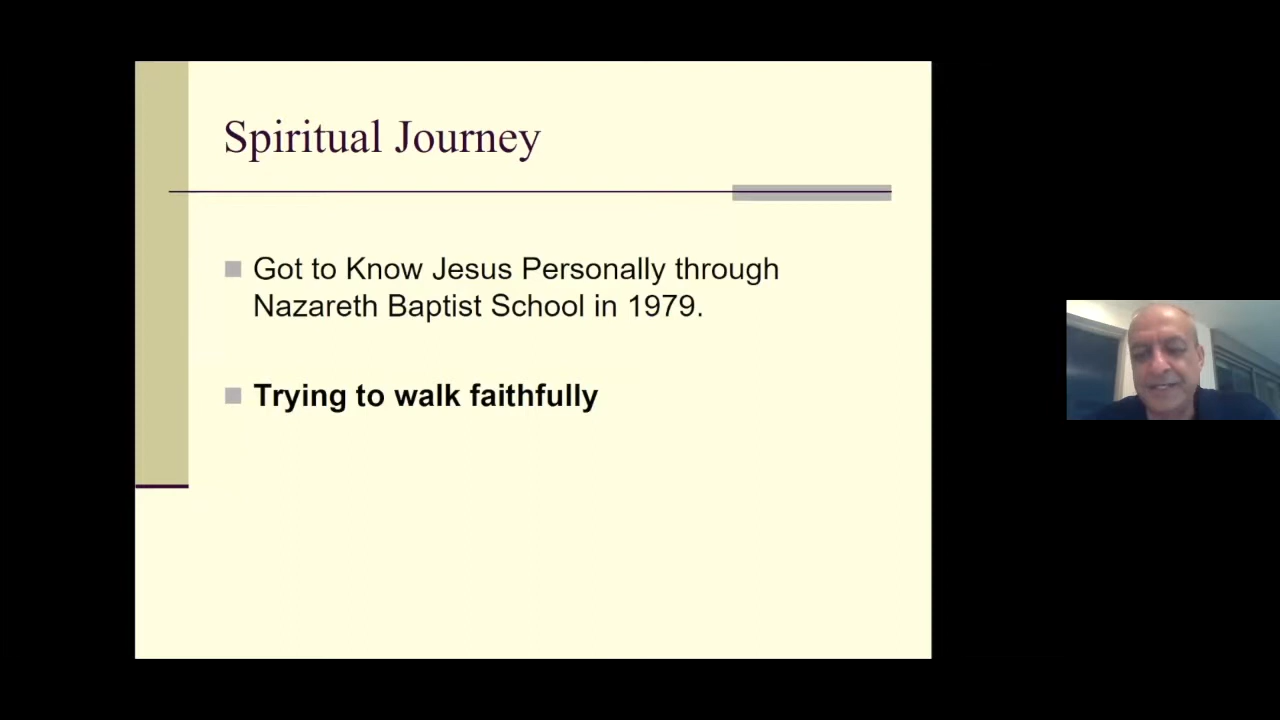 Spiritual Journey
Got to Know Jesus Personally through
Nazareth Baptist School in 1979.
Trying to walk faithfully